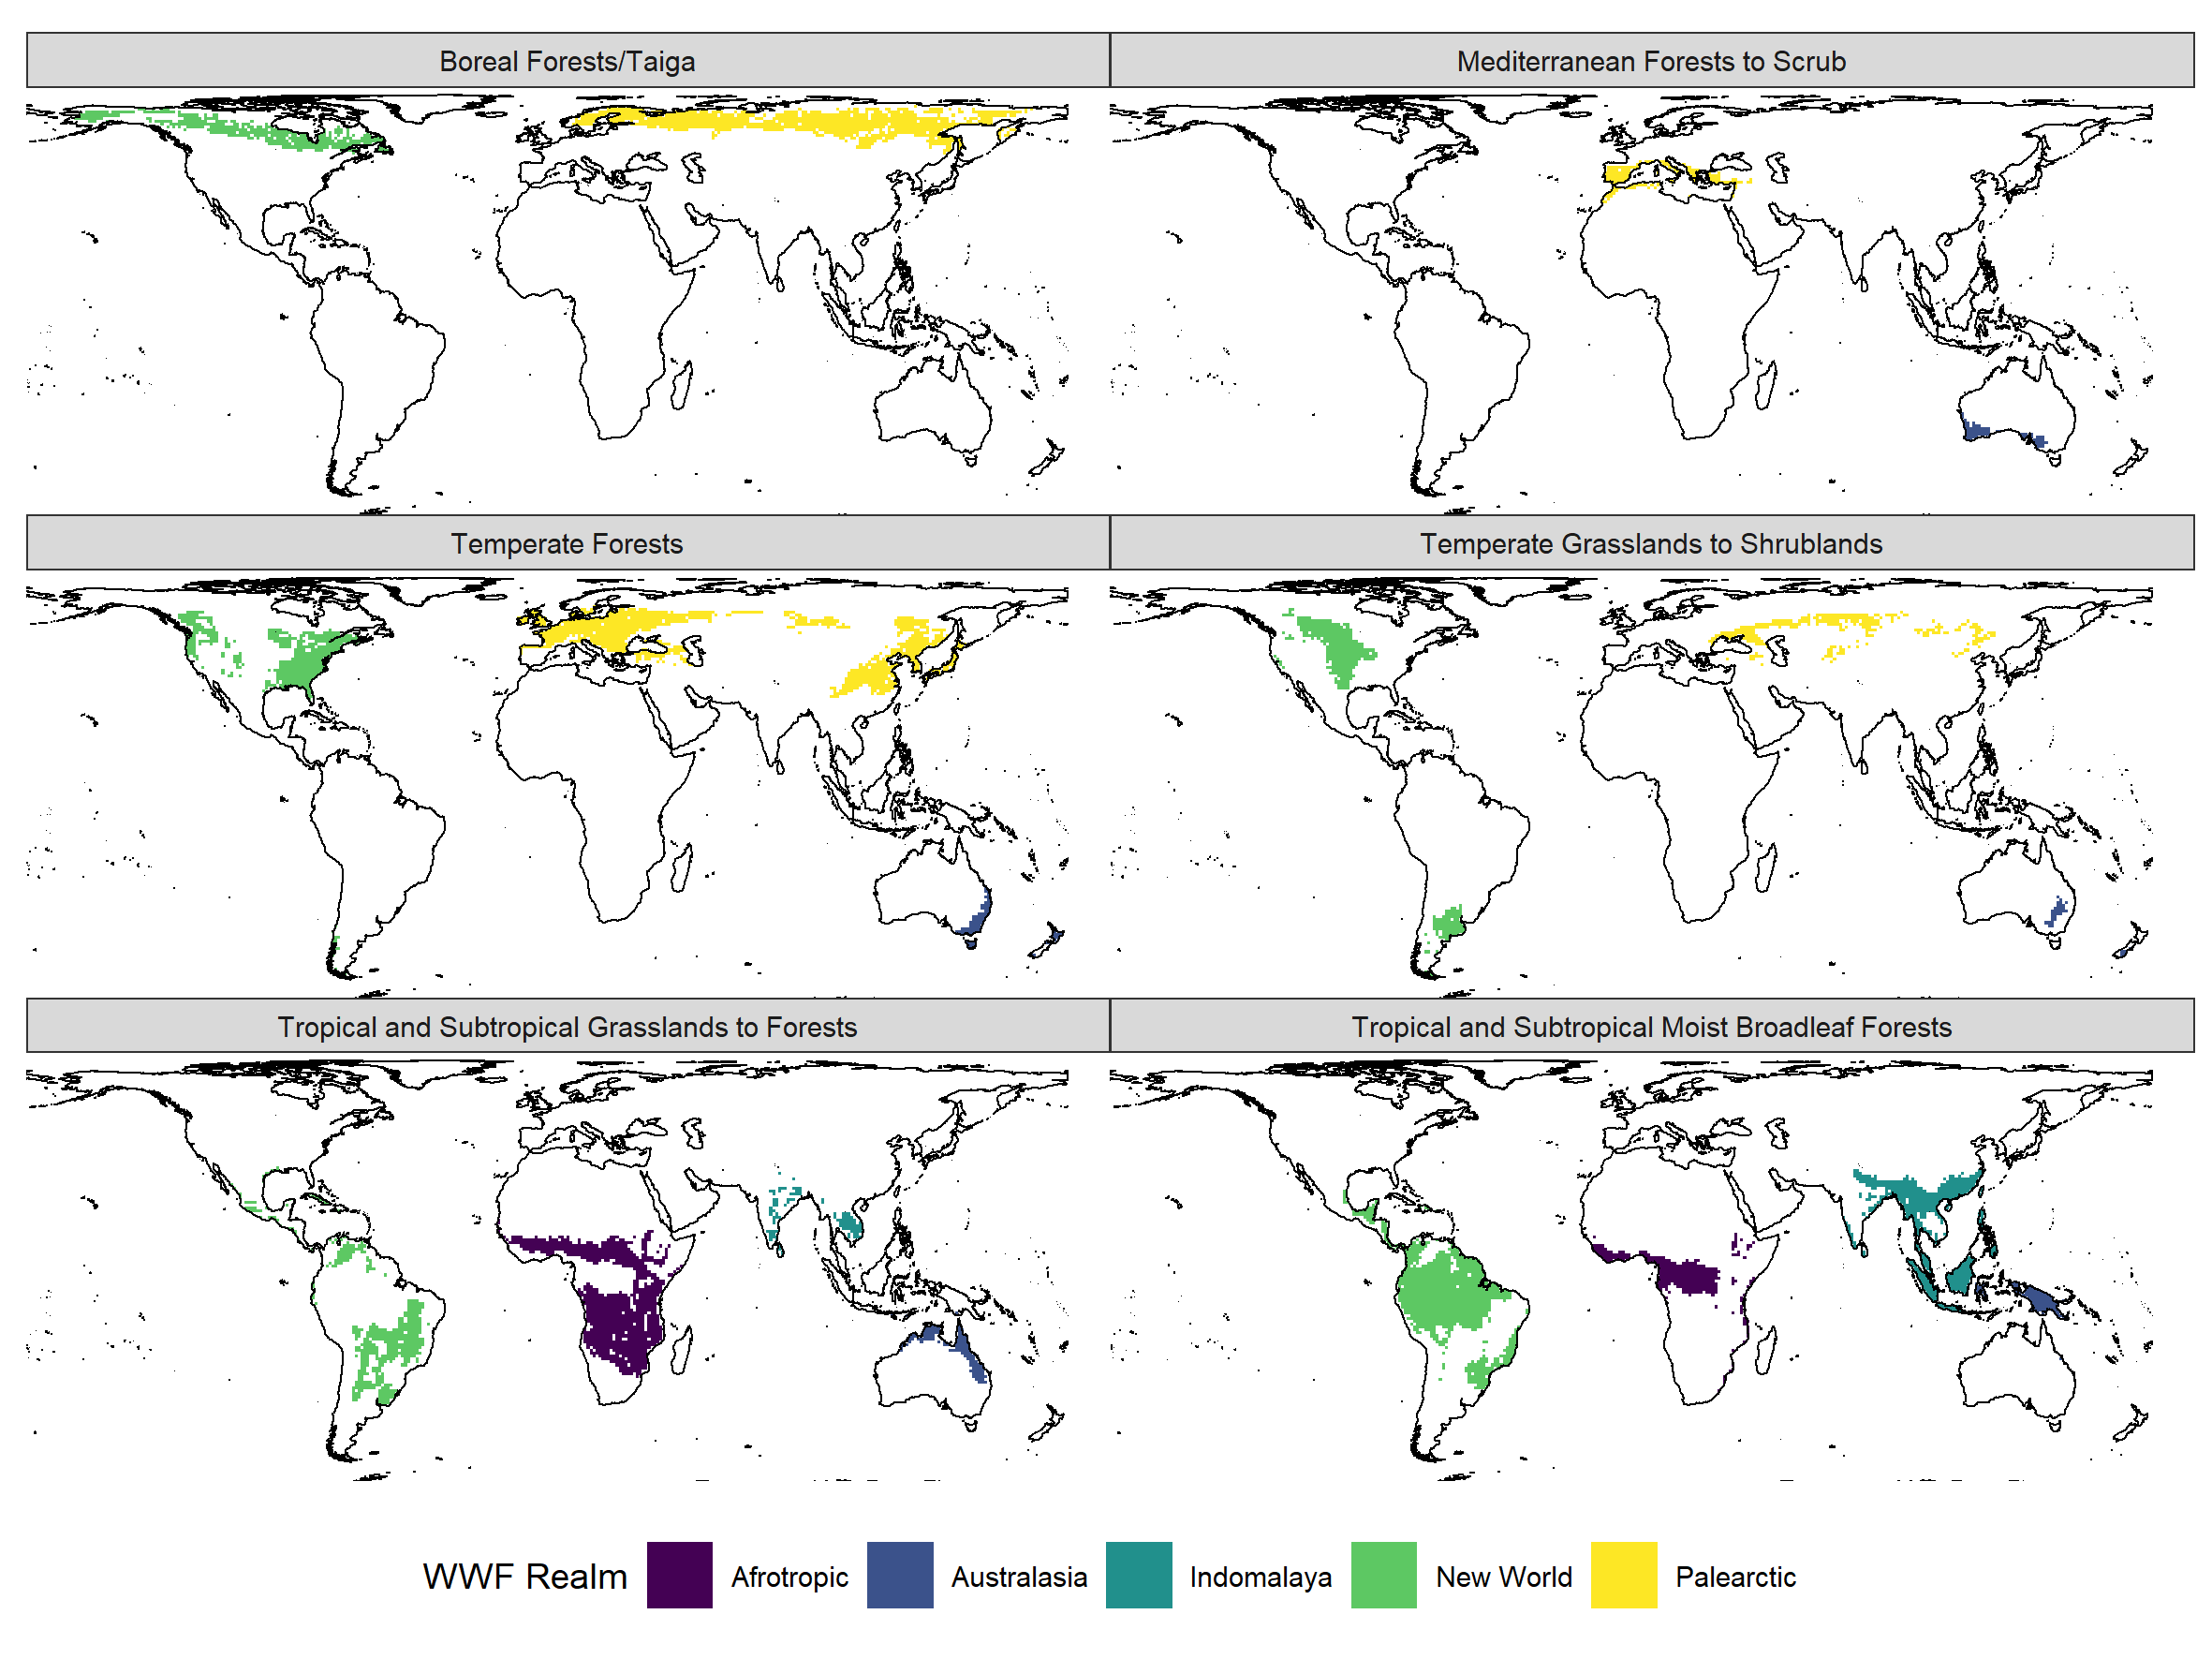 Boreal Forests/Taiga
Mediterranean Forests to Scrub
Temperate Forests
Temperate Grasslands to Shrublands
Tropical and Subtropical Grasslands to Forests
Tropical and Subtropical Moist Broadleaf Forests
WWF Realm Afrotropic Australasia Indomalaya New World Palearctic